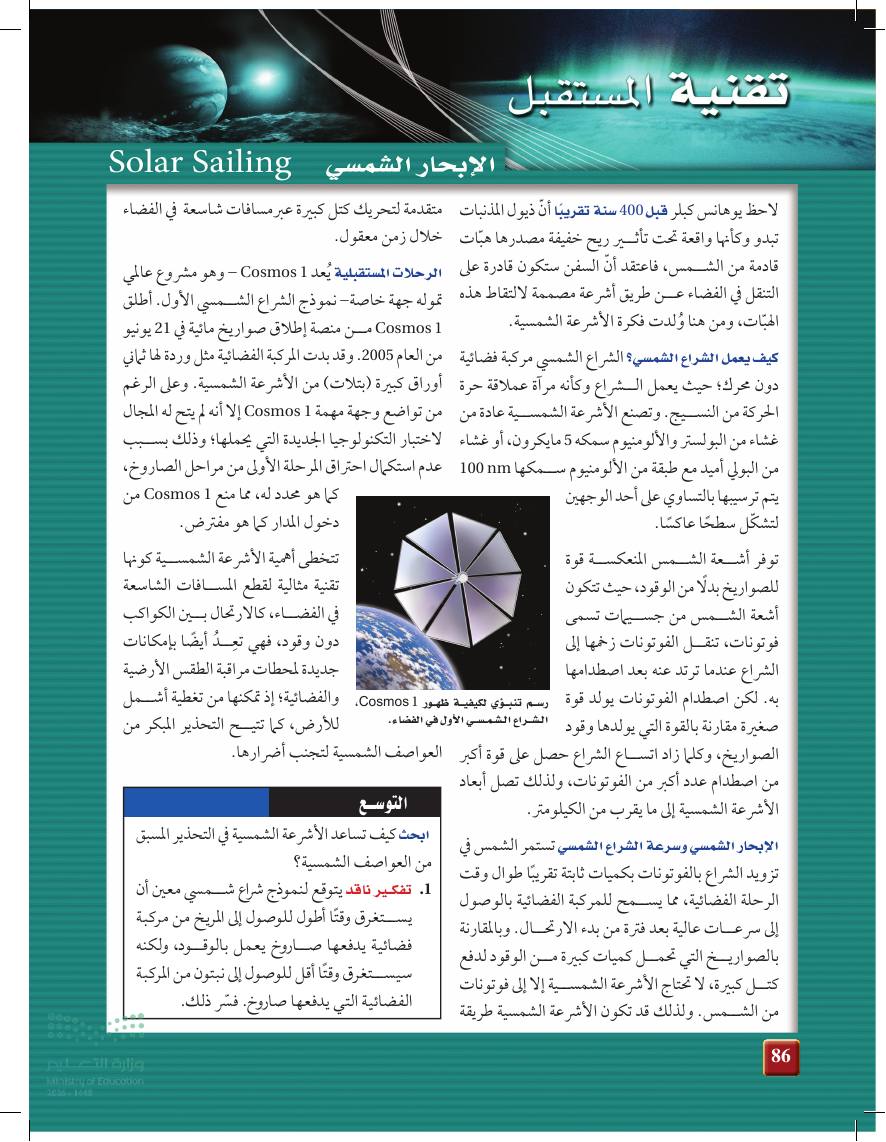 تقنية المستقبل
الإبحار الشمسي Solar Sailing
لاحظ يوهانس كبلر قبل 400 سنة تقريبًا أنّ ذيول المذنبات
تبدو وكأنها واقعة تحت تأثير ريح خفيفة مصدرها هبّات
قادمة من الشمس، فاعتقد أنّ السفن ستكون قادرة على
التنقل في الفضاء عن طريق أشرعة مصممة لالتقاط هذه
الهبّات، ومن هنا وُلدت فكرة الأشرعة الشمسية.
كيف يعمل الشراع الشمسي؟ الشراع الشمسي مركبة فضائية
دون محرك؛ حيث يعمل الشراع وكأنه مرآة عملاقة حرة
الحركة من النسيج. وتصنع الأشرعة الشمسية عادة من
غشاء من البولستر والألومنيوم سمكه 5 مايكرون، أو غشاء
من البولي أميد مع طبقة من الألومنيوم سمكها 100 nm
يتم ترسيبها بالتساوي على أحد الوجهين
لتشكّل سطحًا عاكسًا.
توفر أشعة الشمس المنعكسة قوة
للصواريخ بدلًا من الوقود، حيث تتكون
أشعة الشمس من جسيمات تسمى
فوتونات، تنقل الفوتونات زخمها إلى
الشراع عندما ترتد عنه بعد اصطدامها
به. لكن اصطدام الفوتونات يولد قوة
صغيرة مقارنة بالقوة التي يولدها وقود
الصواريخ، وكلما زاد اتساع الشراع حصل على قوة أكبر
من اصطدام عدد أكبر من الفوتونات، ولذلك تصل أبعاد
الأشرعة الشمسية إلى ما يقرب من الكيلومتر.
الإبحار الشمسي وسرعة الشراع الشمسي تستمر الشمس في
تزويد الشراع بالفوتونات بكميات ثابتة تقريبًا طوال وقت
الرحلة الفضائية، مما يسمح للمركبة الفضائية بالوصول
إلى سرعات عالية بعد فترة من بدء الارتحال. وبالمقارنة
بالصواريخ التي تحمل كميات كبيرة من الوقود لدفع
كتل كبيرة، لا تحتاج الأشرعة الشمسية إلا إلى فوتونات
من الشمس. ولذلك قد تكون الأشرعة الشمسية طريقة
متقدمة لتحريك كتل كبيرة عبر مسافات شاسعة في الفضاء
خلال زمن معقول.
الرحلات المستقبلية يُعد Cosmos 1 – وهو مشروع عالمي
تموله جهة خاصة– نموذج الشراع الشمسي الأول. أطلق
Cosmos 1 من منصة إطلاق صواريخ مائية في 21 يونيو
من العام 2005. وقد بدت المركبة الفضائية مثل وردة لها ثماني
أوراق كبيرة (بتلات) من الأشرعة الشمسية. وعلى الرغم
من تواضع وجهة مهمة Cosmos 1 إلا أنه لم يتح له المجال
لاختبار التكنولوجيا الجديدة التي يحملها؛ وذلك بسبب
عدم استكمال احتراق المرحلة الأولى من مراحل الصاروخ،
كما هو محدد له، مما منع Cosmos 1 من
دخول المدار كما هو مفترض.
تتخطى أهمية الأشرعة الشمسية كونها
تقنية مثالية لقطع المسافات الشاسعة
في الفضاء، كالارتحال بين الكواكب
دون وقود، فهي تعِدُ أيضًا بإمكانات
جديدة لمحطات مراقبة الطقس الأرضية
والفضائية؛ إذ تمكنها من تغطية أشمل
للأرض، كما تتيح التحذير المبكر من
العواصف الشمسية لتجنب أضرارها.
رسم تنبؤي لكيفية ظهور Cosmos 1،
الشراع الشمسي الأول في الفضاء.
التوسع
ابحث كيف تساعد الأشرعة الشمسية في التحذير المسبق
من العواصف الشمسية؟
1. تفكير ناقد يتوقع لنموذج شراع شمسي معين أن
يستغرق وقتًا أطول للوصول إلى المريخ من مركبة
فضائية يدفعها صاروخ يعمل بالوقود، ولكنه
سيستغرق وقتًا أقل للوصول إلى نبتون من المركبة
الفضائية التي يدفعها صاروخ. فسّر ذلك.
وزارة التعليم
Ministry of Education
2026 - 1448
86